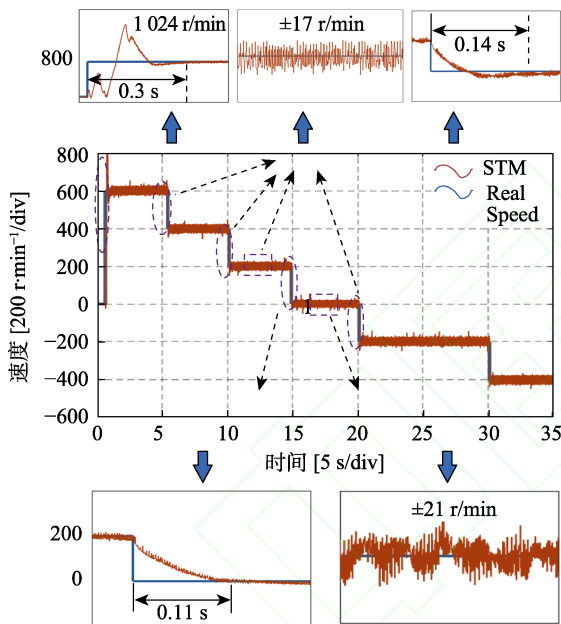 1 024 r/min
±17 r/min
800
0.3 s
0.14 s
800
600
400
200
0
−200
−400
−600
速度 [200 r·min⁻¹/div]
STM
Real
Speed
0
5
10
15
20
25
30
35
时间 [5 s/div]
200
0
0.11 s
±21 r/min